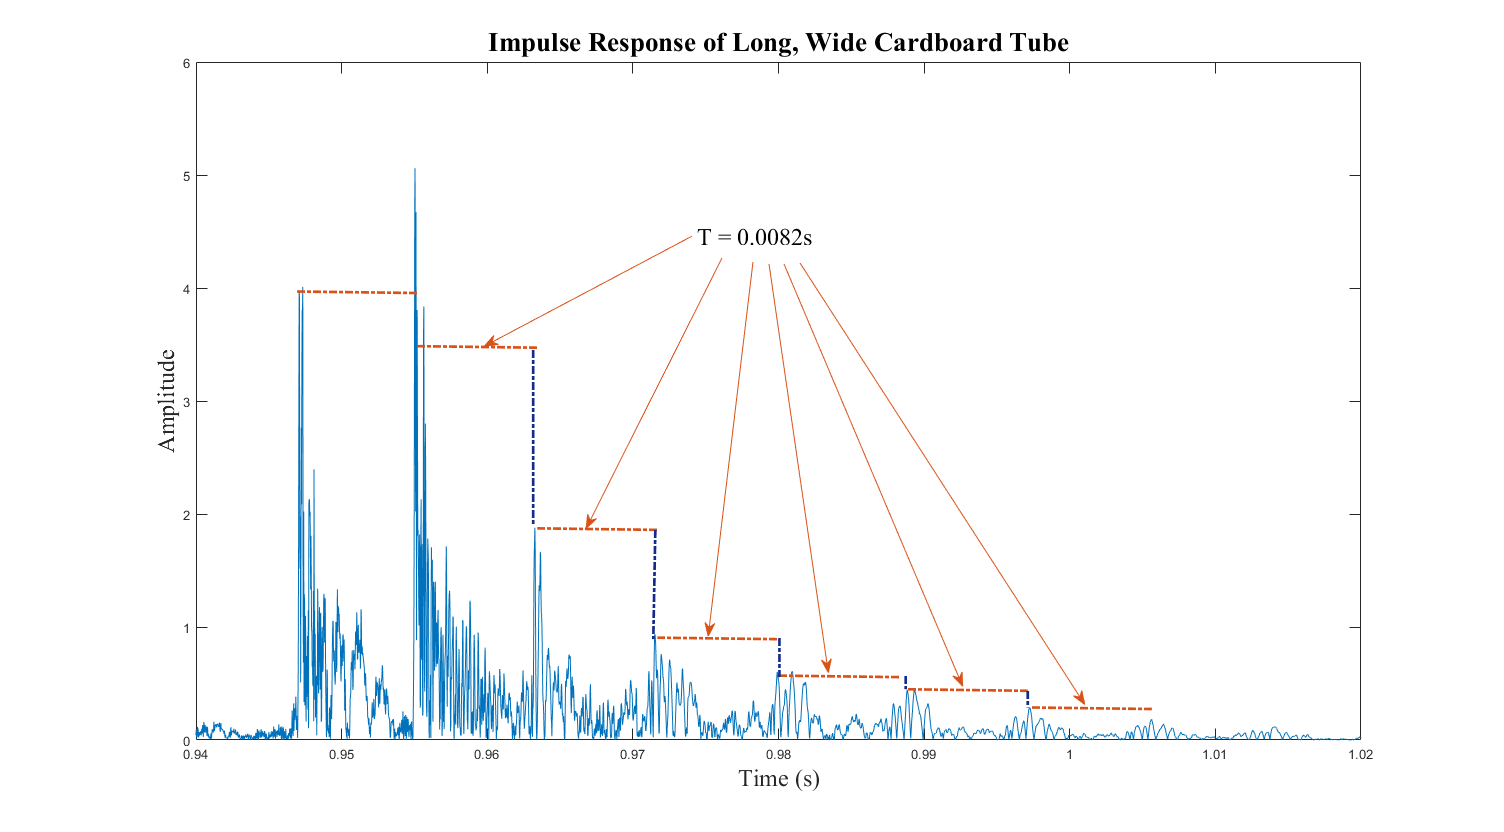 Impulse Response of Long, Wide Cardboard Tube
6
5
4
3
2
1
0
Amplitude
T = 0.0082s
0.94 0.95 0.96 0.97 0.98 0.99 1 1.01 1.02
Time (s)